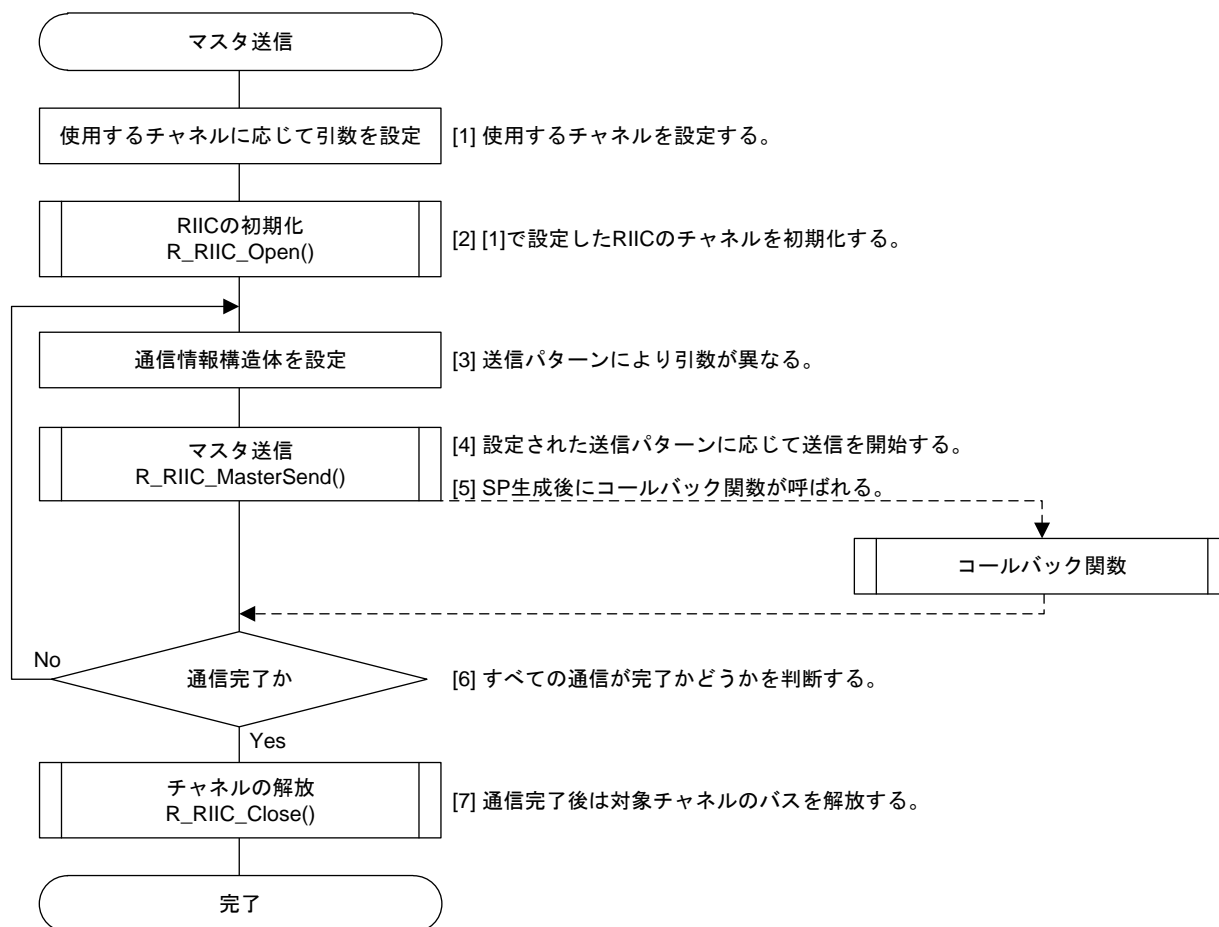 マスタ送信
使用するチャネルに応じて引数を設定
[1] 使用するチャネルを設定する。
RIICの初期化
R_RIIC_Open()
[2] [1]で設定したRIICのチャネルを初期化する。
通信情報構造体を設定
[3] 送信パターンにより引数が異なる。
マスタ送信
R_RIIC_MasterSend()
[4] 設定された送信パターンに応じて送信を開始する。
[5] SP生成後にコールバック関数が呼ばれる。
コールバック関数
No
通信完了か
[6] すべての通信が完了かどうかを判断する。
Yes
チャネルの解放
R_RIIC_Close()
[7] 通信完了後は対象チャネルのバスを解放する。
完了